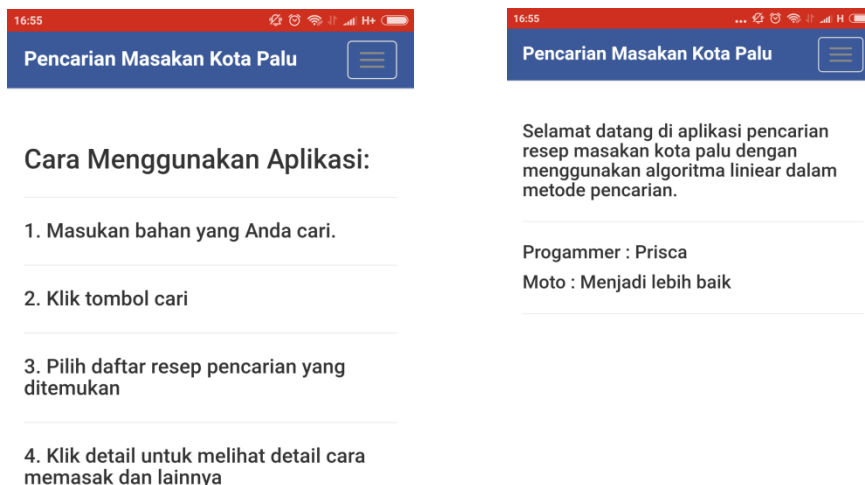 16:55
H+
Pencarian Masakan Kota Palu
Cara Menggunakan Aplikasi:
1. Masukan bahan yang Anda cari.
2. Klik tombol cari
3. Pilih daftar resep pencarian yang
ditemukan
4. Klik detail untuk melihat detail cara
memasak dan lainnya
16:55
... H
Pencarian Masakan Kota Palu
Selamat datang di aplikasi pencarian
resep masakan kota palu dengan
menggunakan algoritma liniear dalam
metode pencarian.
Progammer : Prisca
Moto : Menjadi lebih baik